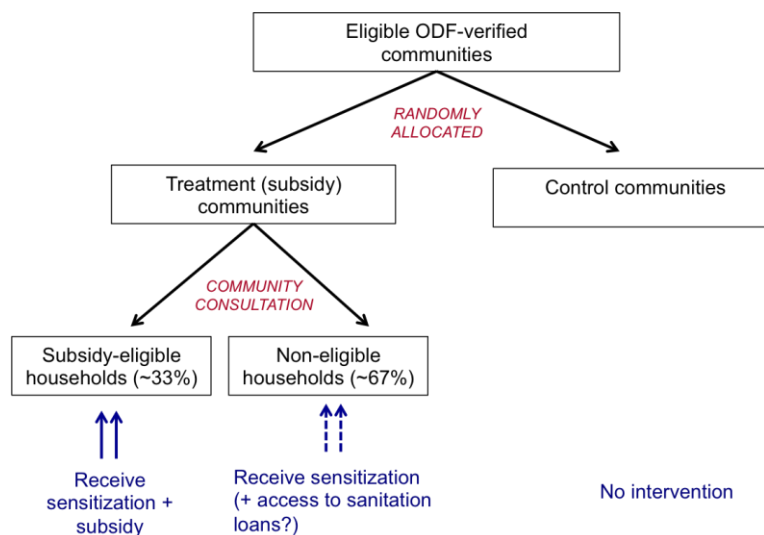 Eligible ODF-verified
communities
RANDOMLY
ALLOCATED
Treatment (subsidy)
communities
Control communities
COMMUNITY
CONSULTATION
Subsidy-eligible
households (~33%)
Non-eligible
households (~67%)
Receive
sensitization +
subsidy
Receive sensitization
(+ access to sanitation
loans?)
No intervention